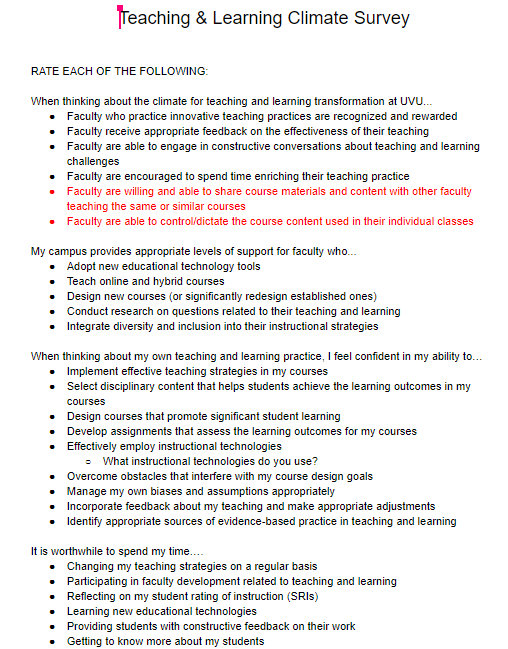 Teaching & Learning Climate Survey
RATE EACH OF THE FOLLOWING:
When thinking about the climate for teaching and learning transformation at UVU...
● Faculty who practice innovative teaching practices are recognized and rewarded
● Faculty receive appropriate feedback on the effectiveness of their teaching
● Faculty are able to engage in constructive conversations about teaching and learning
challenges
● Faculty are encouraged to spend time enriching their teaching practice
● Faculty are willing and able to share course materials and content with other faculty
teaching the same or similar courses
● Faculty are able to control/dictate the course content used in their individual classes
My campus provides appropriate levels of support for faculty who...
● Adopt new educational technology tools
● Teach online and hybrid courses
● Design new courses (or significantly redesign established ones)
● Conduct research on questions related to their teaching and learning
● Integrate diversity and inclusion into their instructional strategies
When thinking about my own teaching and learning practice, I feel confident in my ability to...
● Implement effective teaching strategies in my courses
● Select disciplinary content that helps students achieve the learning outcomes in my
courses
● Design courses that promote significant student learning
● Develop assignments that assess the learning outcomes for my courses
● Effectively employ instructional technologies
○ What instructional technologies do you use?
● Overcome obstacles that interfere with my course design goals
● Manage my own biases and assumptions appropriately
● Incorporate feedback about my teaching and make appropriate adjustments
● Identify appropriate sources of evidence-based practice in teaching and learning
It is worthwhile to spend my time....
● Changing my teaching strategies on a regular basis
● Participating in faculty development related to teaching and learning
● Reflecting on my student rating of instruction (SRIs)
● Learning new educational technologies
● Providing students with constructive feedback on their work
● Getting to know more about my students